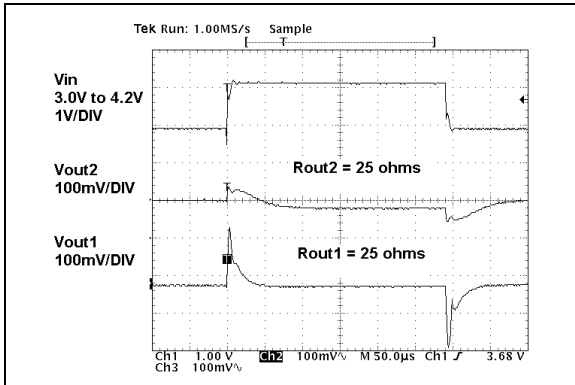 Tek Run: 1.00MS/s Sample
Vin
3.0V to 4.2V
1V/DIV
Vout2
100mV/DIV
Rout2 = 25 ohms
Vout1
100mV/DIV
Rout1 = 25 ohms
Ch1 1.00 V Ch2 100mV∿ M 50.0µs Ch1 ʃ 3.68 V
Ch3 100mV∿